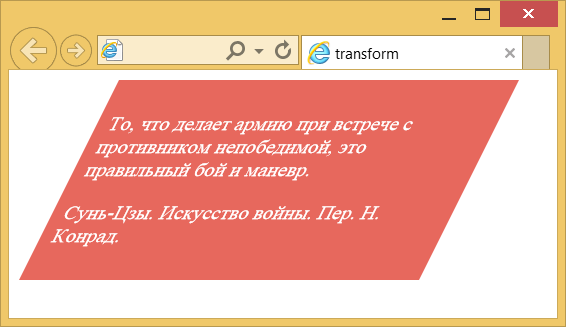 transform
То, что делает армию при встрече с
противником непобедимой, это
правильный бой и маневр.
Сунь-Цзы. Искусство войны. Пер. Н.
Конрад.